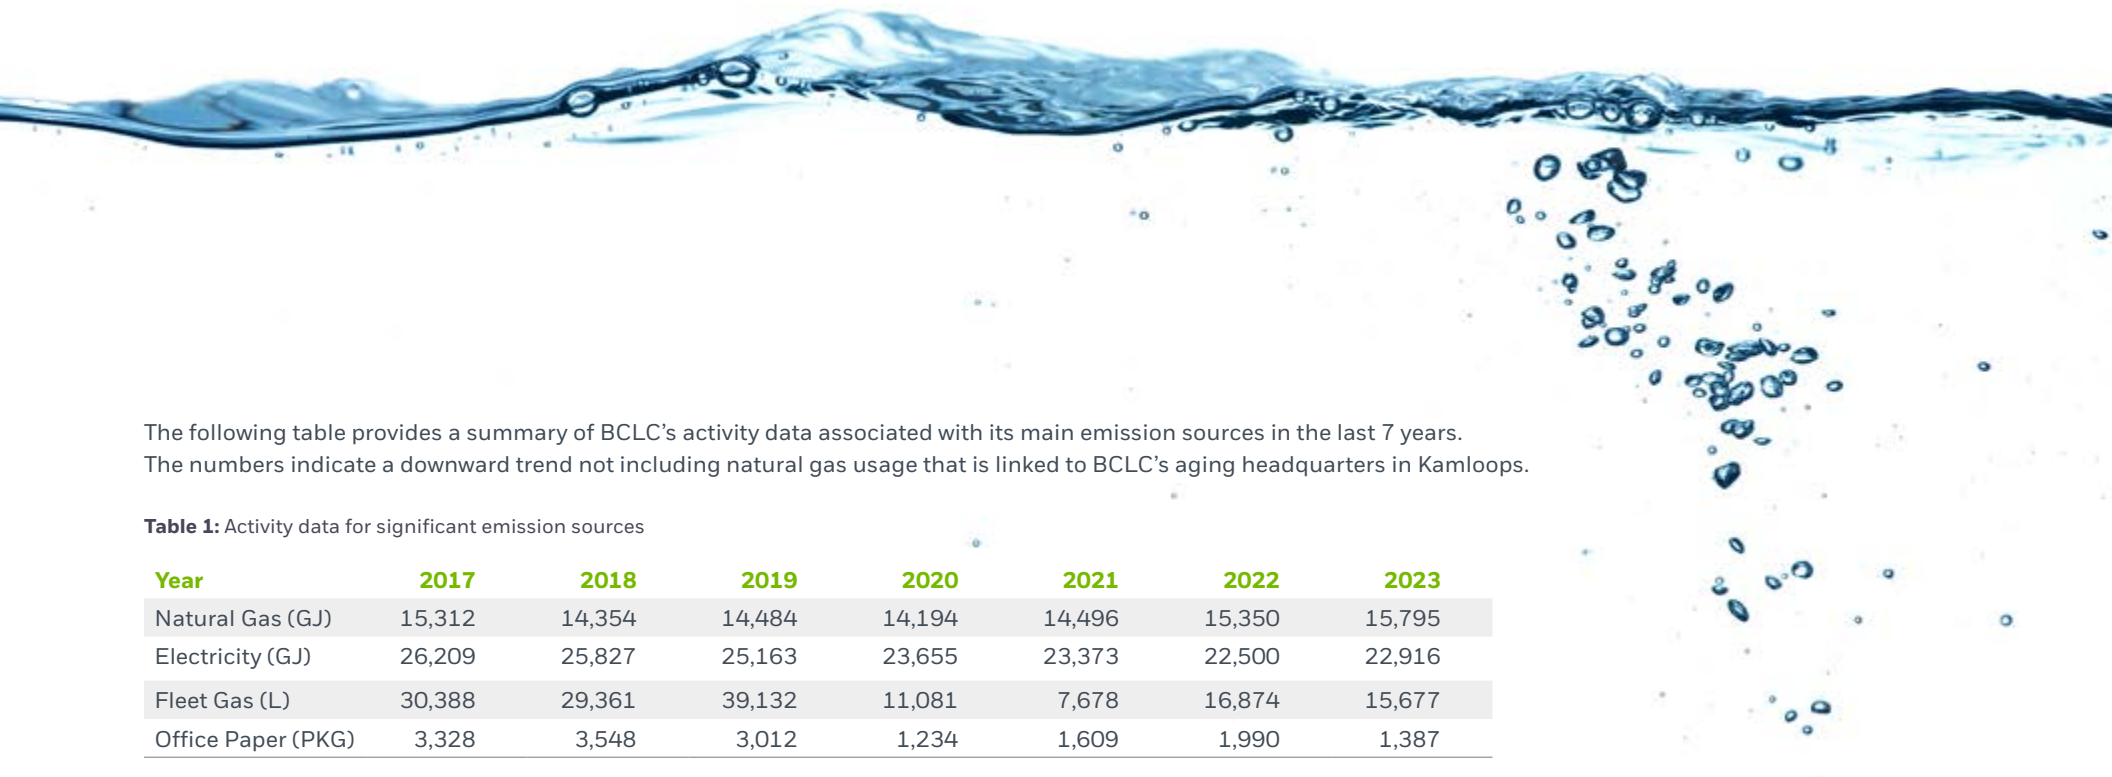 The following table provides a summary of BCLC’s activity data associated with its main emission sources in the last 7 years.
The numbers indicate a downward trend not including natural gas usage that is linked to BCLC’s aging headquarters in Kamloops.
Table 1: Activity data for significant emission sources
Year 2017 2018 2019 2020 2021 2022 2023
Natural Gas (GJ) 15,312 14,354 14,484 14,194 14,496 15,350 15,795
Electricity (GJ) 26,209 25,827 25,163 23,655 23,373 22,500 22,916
Fleet Gas (L) 30,388 29,361 39,132 11,081 7,678 16,874 15,677
Office Paper (PKG) 3,328 3,548 3,012 1,234 1,609 1,990 1,387